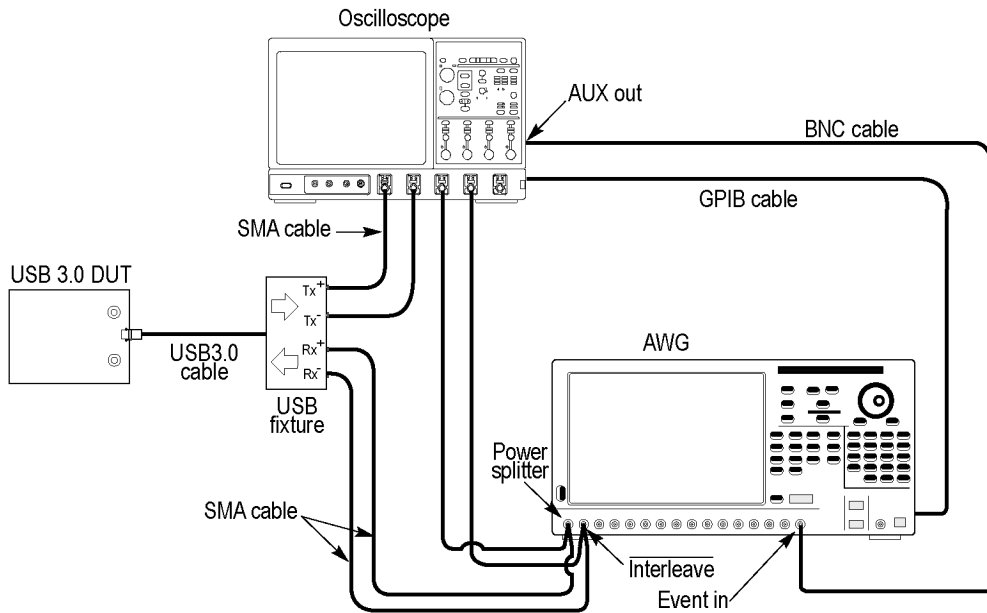 Oscilloscope
AUX out
BNC cable
GPIB cable
SMA cable
USB 3.0 DUT
Tx+
Tx-
Rx+
Rx-
USB3.0
cable
USB
fixture
AWG
Power
splitter
SMA cable
Interleave
Event in